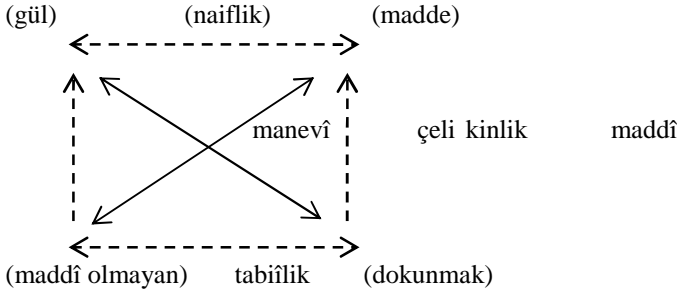 (gül) (naiflik) (madde)
manevî çeli kinlik maddî
(maddî olmayan) tabiîlik (dokunmak)